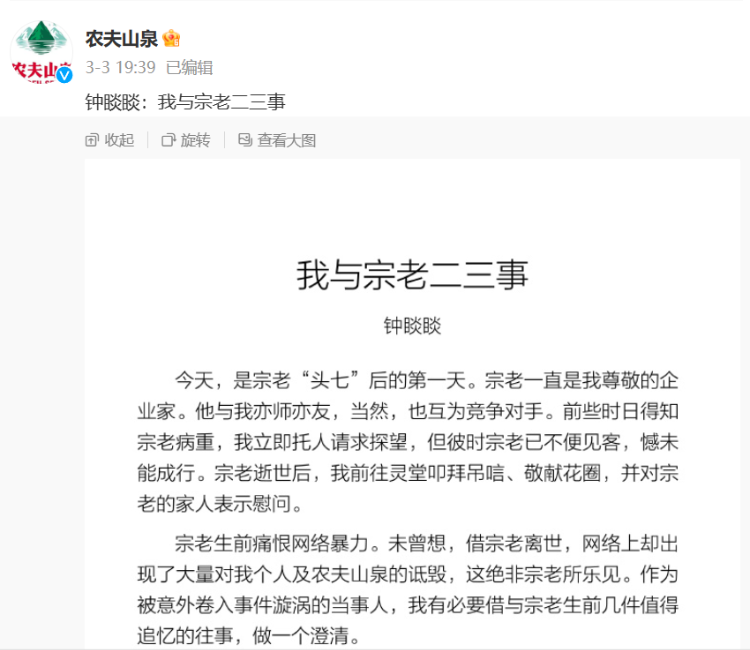 农夫山泉
农夫山
3-3 19:39 已编辑
钟睒睒：我与宗老二三事
收起 旋转 查看大图
我与宗老二三事
钟睒睒
今天，是宗老“头七”后的第一天。宗老一直是我尊敬的企
业家。他与我亦师亦友，当然，也互为竞争对手。前些时日得知
宗老病重，我立即托人请求探望，但彼时宗老已不便见客，憾未
能成行。宗老逝世后，我前往灵堂叩拜吊唁、敬献花圈，并对宗
老的家人表示慰问。
宗老生前痛恨网络暴力。未曾想，借宗老离世，网络上却出
现了大量对我个人及农夫山泉的诋毁，这绝非宗老所乐见。作为
被意外卷入事件漩涡的当事人，我有必要借与宗老生前几件值得
追忆的往事，做一个澄清。